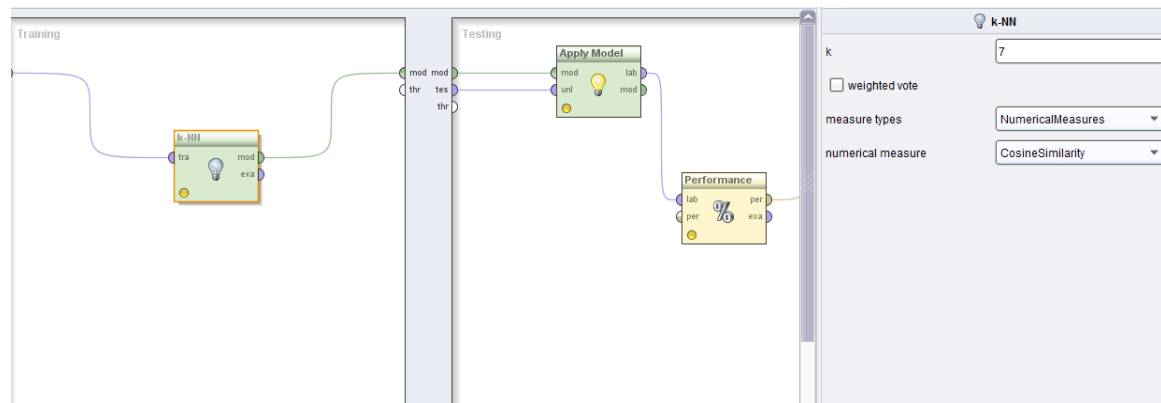 Training
k-NN
tra
mod
exa
mod
thr
Testing
mod
tes
thr
Apply Model
mod
lab
unl
mod
Performance
lab
per
%
per
exa
k-NN
k
7
weighted vote
measure types
NumericalMeasures
numerical measure
CosineSimilarity